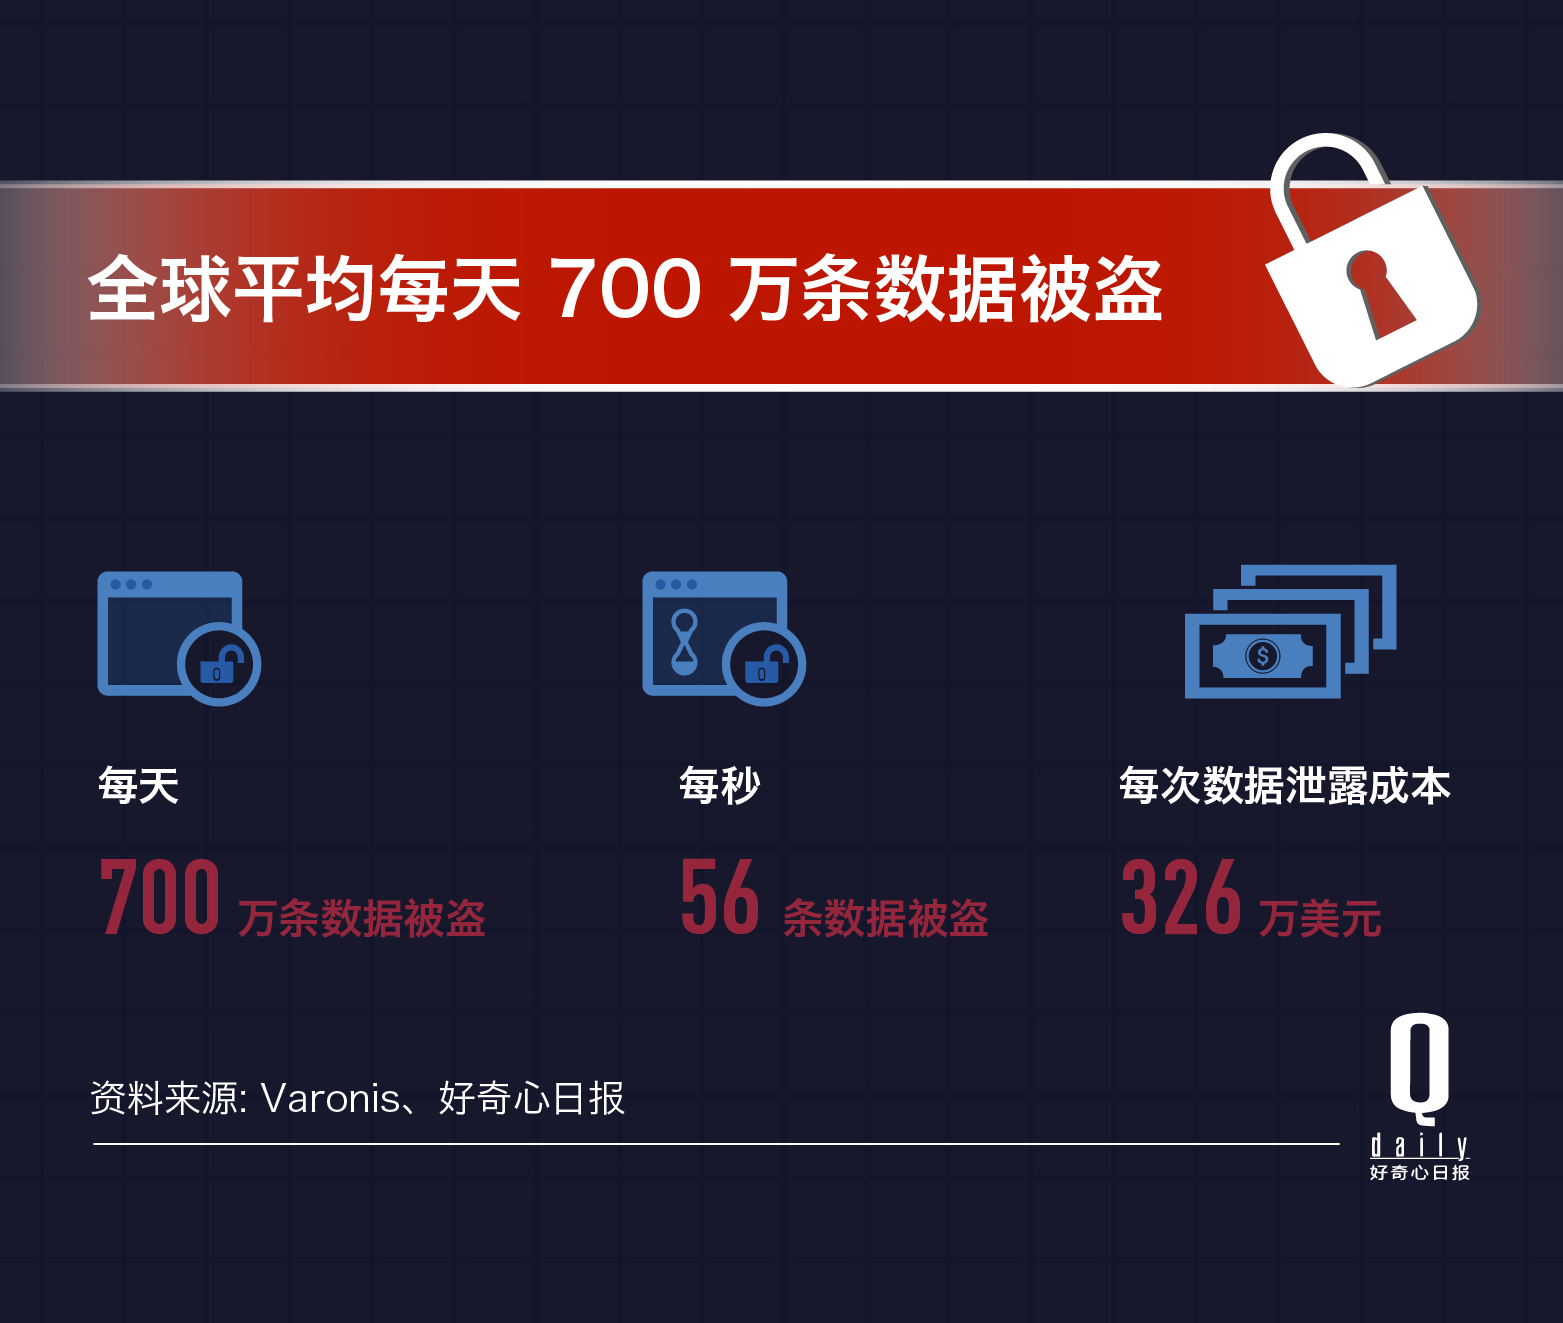 全球平均每天 700 万条数据被盗
每天
700 万条数据被盗
每秒
56 条数据被盗
每次数据泄露成本
326 万美元
资料来源: Varonis、好奇心日报
Q
daily
好奇心日报